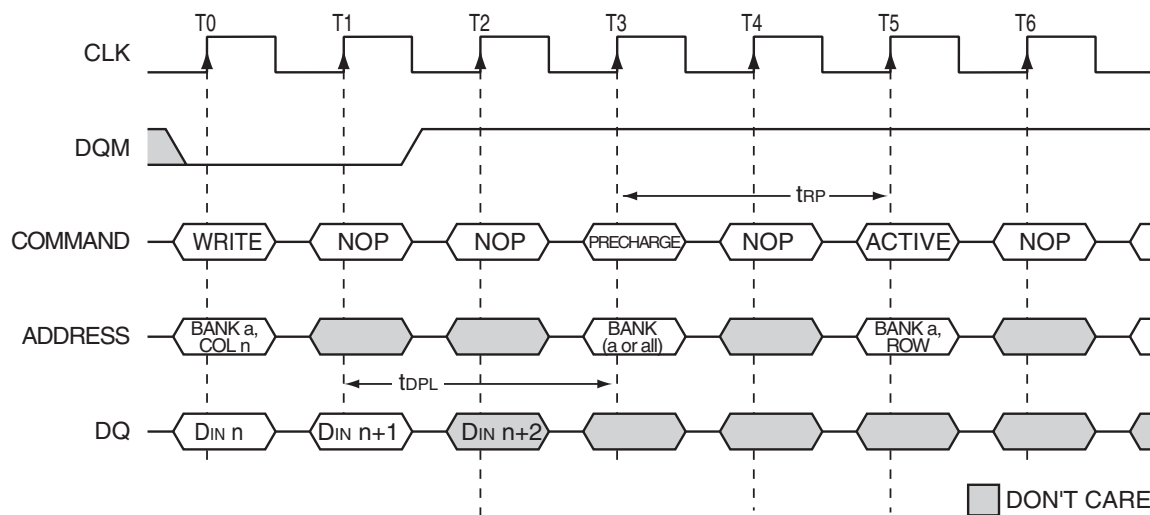 T0 T1 T2 T3 T4 T5 T6
CLK
DQM
tRP
COMMAND WRITE NOP NOP PRECHARGE NOP ACTIVE NOP
ADDRESS BANK a, COL n BANK (a or all) BANK a, ROW
tDPL
DQ DIN n DIN n+1 DIN n+2
DON'T CARE